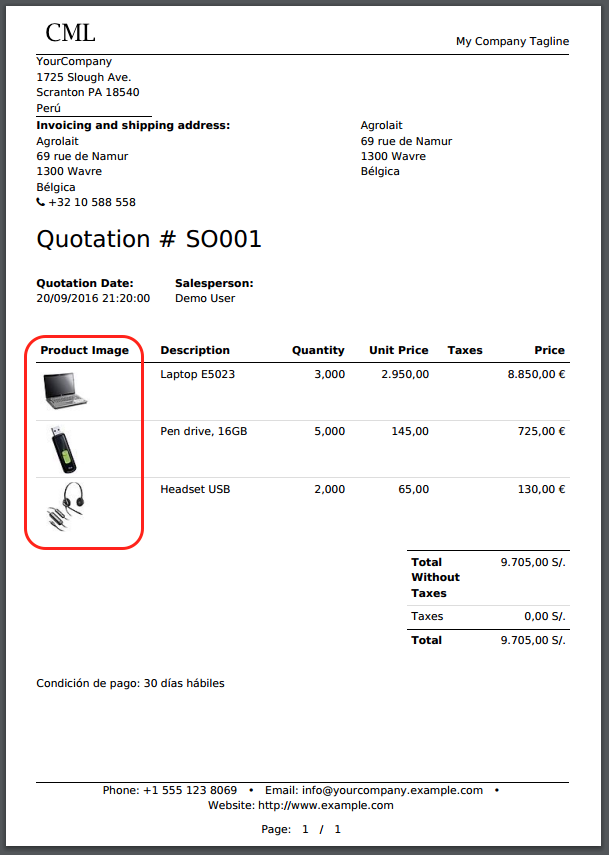 CML
My Company Tagline
YourCompany
1725 Slough Ave.
Scranton PA 18540
Perú
Invoicing and shipping address:
Agrolait
69 rue de Namur
1300 Wavre
Bélgica
+32 10 588 558
Agrolait
69 rue de Namur
1300 Wavre
Bélgica
Quotation # SO001
Quotation Date: Salesperson:
20/09/2016 21:20:00 Demo User
Product Image Description Quantity Unit Price Taxes Price
Laptop E5023 3,000 2.950,00 8.850,00 €
Pen drive, 16GB 5,000 145,00 725,00 €
Headset USB 2,000 65,00 130,00 €
Total Without Taxes 9.705,00 S/.
Taxes 0,00 S/.
Total 9.705,00 S/.
Condición de pago: 30 días hábiles
Phone: +1 555 123 8069 • Email: info@yourcompany.example.com •
Website: http://www.example.com
Page: 1 / 1